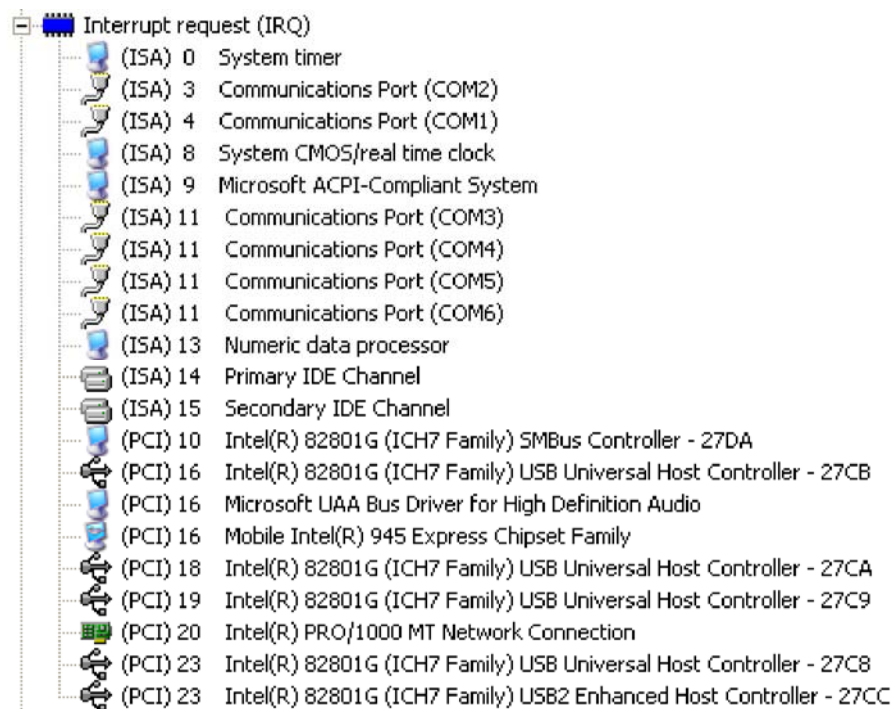 Interrupt request (IRQ)
(ISA) 0 System timer
(ISA) 3 Communications Port (COM2)
(ISA) 4 Communications Port (COM1)
(ISA) 8 System CMOS/real time clock
(ISA) 9 Microsoft ACPI-Compliant System
(ISA) 11 Communications Port (COM3)
(ISA) 11 Communications Port (COM4)
(ISA) 11 Communications Port (COM5)
(ISA) 11 Communications Port (COM6)
(ISA) 13 Numeric data processor
(ISA) 14 Primary IDE Channel
(ISA) 15 Secondary IDE Channel
(PCI) 10 Intel(R) 82801G (ICH7 Family) SMBus Controller - 27DA
(PCI) 16 Intel(R) 82801G (ICH7 Family) USB Universal Host Controller - 27CB
(PCI) 16 Microsoft UAA Bus Driver for High Definition Audio
(PCI) 16 Mobile Intel(R) 945 Express Chipset Family
(PCI) 18 Intel(R) 82801G (ICH7 Family) USB Universal Host Controller - 27CA
(PCI) 19 Intel(R) 82801G (ICH7 Family) USB Universal Host Controller - 27C9
(PCI) 20 Intel(R) PRO/1000 MT Network Connection
(PCI) 23 Intel(R) 82801G (ICH7 Family) USB Universal Host Controller - 27C8
(PCI) 23 Intel(R) 82801G (ICH7 Family) USB2 Enhanced Host Controller - 27CC